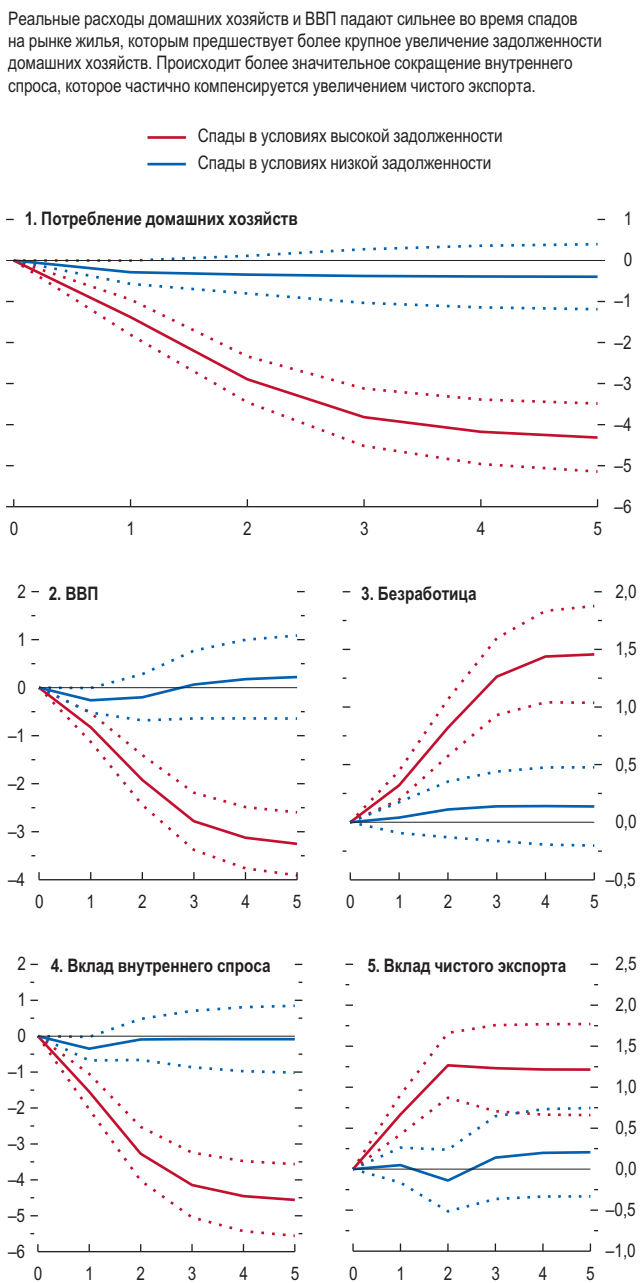 Реальные расходы домашних хозяйств и ВВП падают сильнее во время спадов
на рынке жилья, которым предшествует более крупное увеличение задолженности
домашних хозяйств. Происходит более значительное сокращение внутреннего
спроса, которое частично компенсируется увеличением чистого экспорта.
Спады в условиях высокой задолженности
Спады в условиях низкой задолженности
1. Потребление домашних хозяйств
1
0
–1
–2
–3
–4
–5
–6
0 1 2 3 4 5
2. ВВП
2
1
0
–1
–2
–3
–4
0 1 2 3 4 5
3. Безработица
2,0
1,5
1,0
0,5
0,0
–0,5
0 1 2 3 4 5
4. Вклад внутреннего спроса
2
1
0
–1
–2
–3
–4
–5
–6
0 1 2 3 4 5
5. Вклад чистого экспорта
2,5
2,0
1,5
1,0
0,5
0,0
–0,5
–1,0
0 1 2 3 4 5